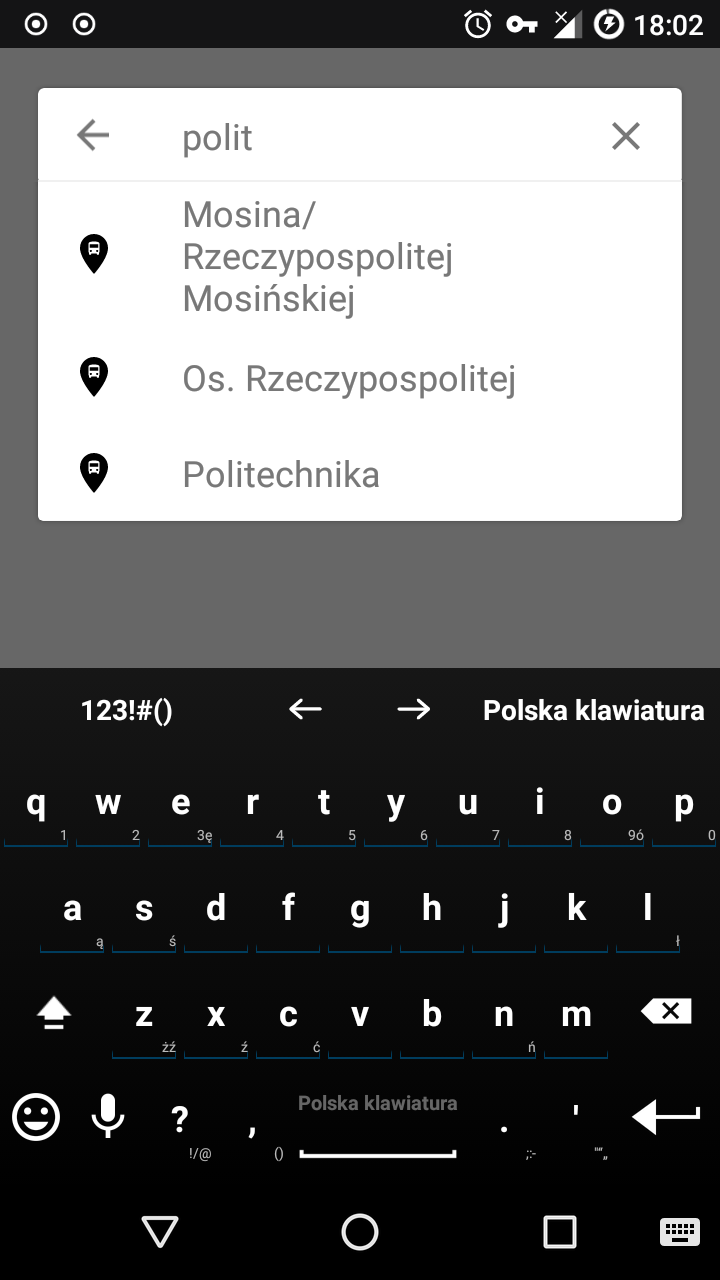 18:02
polit
Mosina/
Rzeczypospolitej
Mosińskiej
Os. Rzeczypospolitej
Politechnika
123!#() Polska klawiatura
q w e r t y u i o p
1 2 3ę 4 5 6 7 8 9ó 0
a s d f g h j k l
ą ś ł
z x c v b n m
żź ź ć ń
Polska klawiatura
? , . '
!/@ () ;:- "“„